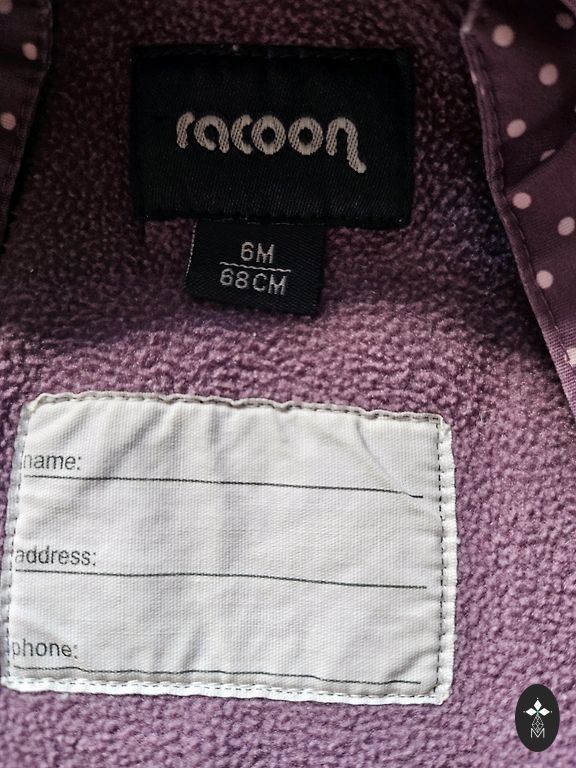 racoon
6M
68CM
name:
address:
phone: